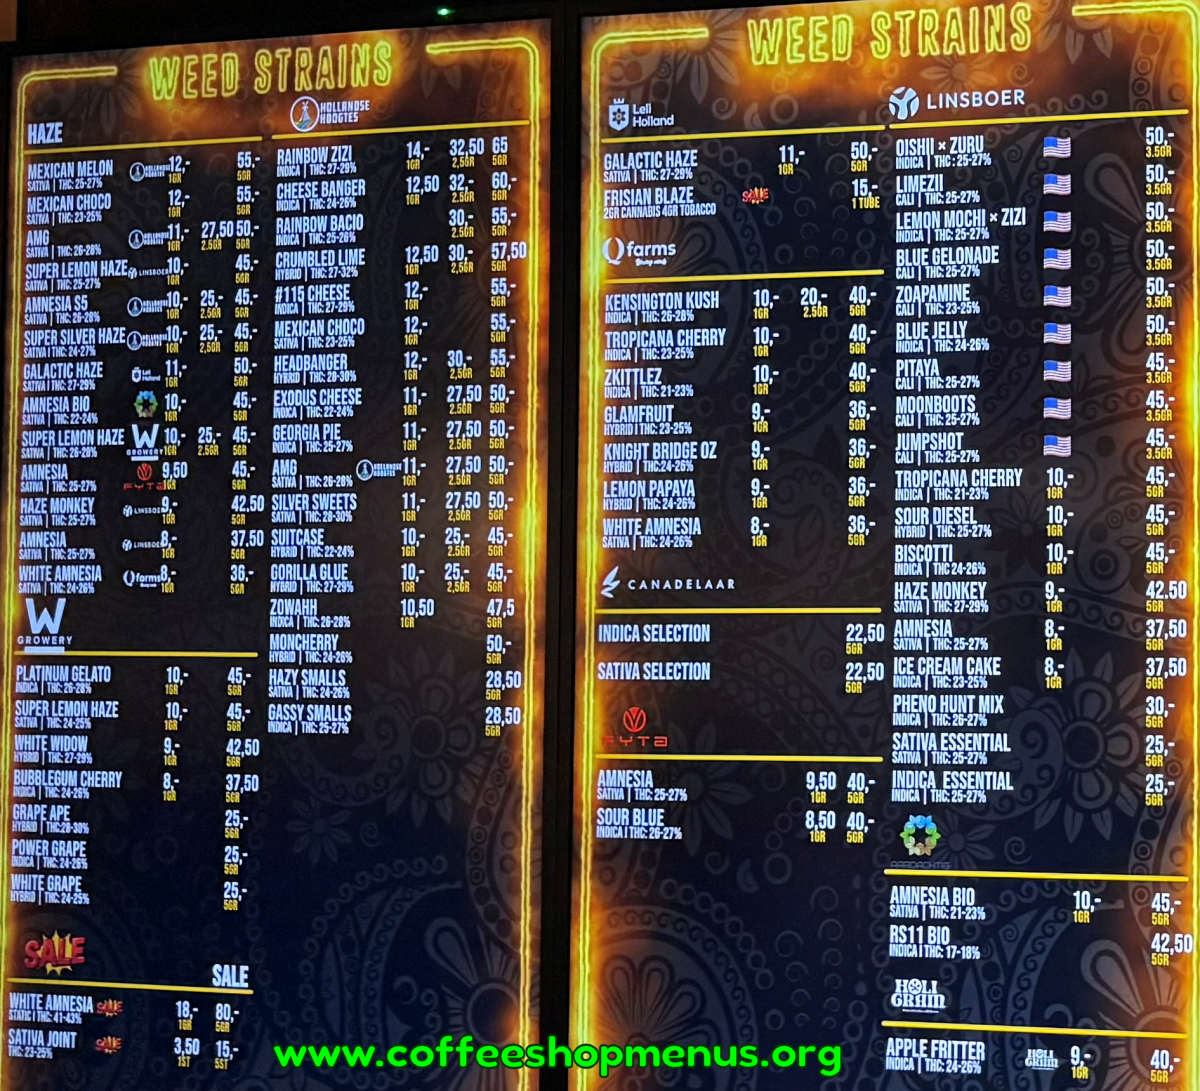 WEED STRAINS
HAZE
MEXICAN MELON HOLLANDSE HOOGTES 12,- 55,-
SATIVA | THC: 25-27% 1GR 5GR
MEXICAN CHOCO 12,- 55,-
SATIVA | THC: 23-25% 1GR 5GR
AMG HOLLANDSE HOOGTES 11,- 27,50 50,-
SATIVA | THC: 26-28% 1GR 2.5GR 5GR
SUPER LEMON HAZE LINSBOER 10,- 45,-
SATIVA | THC: 25-27% 1GR 5GR
AMNESIA S5 HOLLANDSE HOOGTES 10,- 25,- 45,-
SATIVA | THC: 26-28% 1GR 2,5GR 5GR
SUPER SILVER HAZE HOLLANDSE HOOGTES 10,- 25,- 45,-
SATIVA | THC: 24-27% 1GR 2,5GR 5GR
GALACTIC HAZE Leli Holland 11,- 50,-
SATIVA | THC: 27-29% 1GR 5GR
AMNESIA BIO 10,- 45,-
SATIVA | THC: 22-24% 1GR 5GR
SUPER LEMON HAZE W GROWERY 10,- 25,- 45,-
SATIVA | THC: 26-28% 1GR 2.5GR 5GR
AMNESIA FYTA 9,50 45,-
SATIVA | THC: 25-27% 1GR 5GR
HAZE MONKEY LINSBOER 9,- 42,50
SATIVA | THC: 25-27% 1GR 5GR
AMNESIA LINSBOER 8,- 37.50
SATIVA | THC: 25-27% 1GR 5GR
WHITE AMNESIA Qfarms 8,- 36,-
SATIVA | THC: 24-26% 1GR 5GR
W
GROWERY
PLATINUM GELATO 10,- 45,-
INDICA | THC: 26-28% 1GR 5GR
SUPER LEMON HAZE 10,- 45,-
SATIVA | THC: 24-25% 1GR 5GR
WHITE WIDOW 9,- 42,50
HYBRID | THC: 27-29% 1GR 5GR
BUBBLEGUM CHERRY 8,- 37,50
INDICA | THC: 24-26% 1GR 5GR
GRAPE APE 25,-
HYBRID | THC:28-30% 5GR
POWER GRAPE 25,-
INDICA | THC: 24-26% 5GR
WHITE GRAPE 25,-
HYBRID | THC: 24-25% 5GR
SALE
SALE
WHITE AMNESIA SALE 18,- 80,-
STATIC | THC: 41-43% 1GR 5GR
SATIVA JOINT SALE 3,50 15,-
THC: 23-25% 1ST 5ST
HOLLANDSE
HOOGTES
RAINBOW ZIZI 14,- 32,50 65
INDICA | THC: 27-29% 1GR 2,5GR 5GR
CHEESE BANGER 12,50 32,- 60,-
INDICA | THC: 24-26% 1GR 2.5GR 5GR
RAINBOW BACIO 30,- 55,-
INDICA | THC: 25-26% 2.5GR 5GR
CRUMBLED LIME 12,50 30,- 57,50
HYBRID | THC: 27-32% 1GR 2,5GR 5GR
#115 CHEESE 12,- 55,-
INDICA | THC: 27-29% 1GR 5GR
MEXICAN CHOCO 12,- 55,-
SATIVA | THC: 23-25% 1GR 5GR
HEADBANGER 12,- 30,- 55,-
HYBRID | THC: 28-30% 1GR 2.5GR 5GR
EXODUS CHEESE 11,- 27,50 50,-
INDICA | THC: 22-24% 1GR 2.5GR 5GR
GEORGIA PIE 11,- 27,50 50,-
INDICA | THC: 25-27% 1GR 2.5GR 5GR
AMG HOLLANDSE HOOGTES 11,- 27,50 50,-
SATIVA | THC: 26-28% 1GR 2.5GR 5GR
SILVER SWEETS 11,- 27,50 50,-
SATIVA | THC: 28-30% 1GR 2,5GR 5GR
SUITCASE 10,- 25,- 45,-
HYBRID | THC: 22-24% 1GR 2.5GR 5GR
GORILLA GLUE 10,- 25,- 45,-
HYBRID | THC: 27-29% 1GR 2,5GR 5GR
ZOWAHH 10,50 47,5
INDICA | THC: 26-28% 1GR 5GR
MONCHERRY 50,-
HYBRID | THC: 24-26% 5GR
HAZY SMALLS 28,50
SATIVA | THC: 24-26% 5GR
GASSY SMALLS 28,50
INDICA | THC: 25-27% 5GR
WEED STRAINS
Leli
Holland
GALACTIC HAZE 11,- 50,-
SATIVA | THC: 27-29% 1GR 5GR
FRISIAN BLAZE SALE 15,-
2GR CANNABIS 4GR TOBACCO 1 TUBE
Qfarms
KENSINGTON KUSH 10,- 20,- 40,-
INDICA | THC: 26-28% 1GR 2.5GR 5GR
TROPICANA CHERRY 10,- 40,-
INDICA | THC: 23-25% 1GR 5GR
ZKITTLEZ 10,- 40,-
INDICA | THC:21-23% 1GR 5GR
GLAMFRUIT 9,- 36,-
HYBRID | THC: 23-25% 1GR 5GR
KNIGHT BRIDGE OZ 9,- 36,-
HYBRID | THC:24-26% 1GR 5GR
LEMON PAPAYA 9,- 36,-
HYBRID | THC: 24-26% 1GR 5GR
WHITE AMNESIA 8,- 36,-
SATIVA | THC: 24-26% 1GR 5GR
CANADELAAR
INDICA SELECTION 22,50
5GR
SATIVA SELECTION 22,50
5GR
FYTA
AMNESIA 9,50 40,-
SATIVA | THC: 25-27% 1GR 5GR
SOUR BLUE 8,50 40,-
INDICA | THC: 26-27% 1GR 5GR
LINSBOER
OISHII × ZURU 50,-
INDICA | THC: 25-27% 3.5GR
LIMEZII 50,-
CALI | THC: 25-27% 3.5GR
LEMON MOCHI × ZIZI 50,-
INDICA | THC: 25-27% 3.5GR
BLUE GELONADE 50,-
CALI | THC: 25-27% 3.5GR
ZOAPAMINE 50,-
CALI | THC: 23-25% 3.5GR
BLUE JELLY 50,-
INDICA | THC: 24-26% 3.5GR
PITAYA 45,-
CALI | THC: 25-27% 3.5GR
MOONBOOTS 45,-
CALI | THC: 25-27% 3.5GR
JUMPSHOT 45,-
CALI | THC: 25-27% 3.5GR
TROPICANA CHERRY 10,- 45,-
INDICA | THC: 21-23% 1GR 5GR
SOUR DIESEL 10,- 45,-
HYBRID | THC: 25-27% 1GR 5GR
BISCOTTI 10,- 45,-
INDICA | THC 24-26% 1GR 5GR
HAZE MONKEY 9,- 42.50
SATIVA | THC: 27-29% 1GR 5GR
AMNESIA 8,- 37,50
SATIVA | THC: 25-27% 1GR 5GR
ICE CREAM CAKE 8,- 37,50
INDICA | THC: 23-25% 1GR 5GR
PHENO HUNT MIX 30,-
INDICA | THC: 26-27% 5GR
SATIVA ESSENTIAL 25,-
SATIVA | THC: 25-27% 5GR
INDICA ESSENTIAL 25,-
INDICA | THC: 25-27% 5GR
AARDACHTIG
AMNESIA BIO 10,- 45,-
SATIVA | THC: 21-23% 1GR 5GR
RS11 BIO 42,50
INDICA | THC: 17-18% 5GR
HOLI
GRAM
APPLE FRITTER HOLI GRAM 9,- 40,-
INDICA | THC: 24-26% 1GR 5GR
www.coffeeshopmenus.org